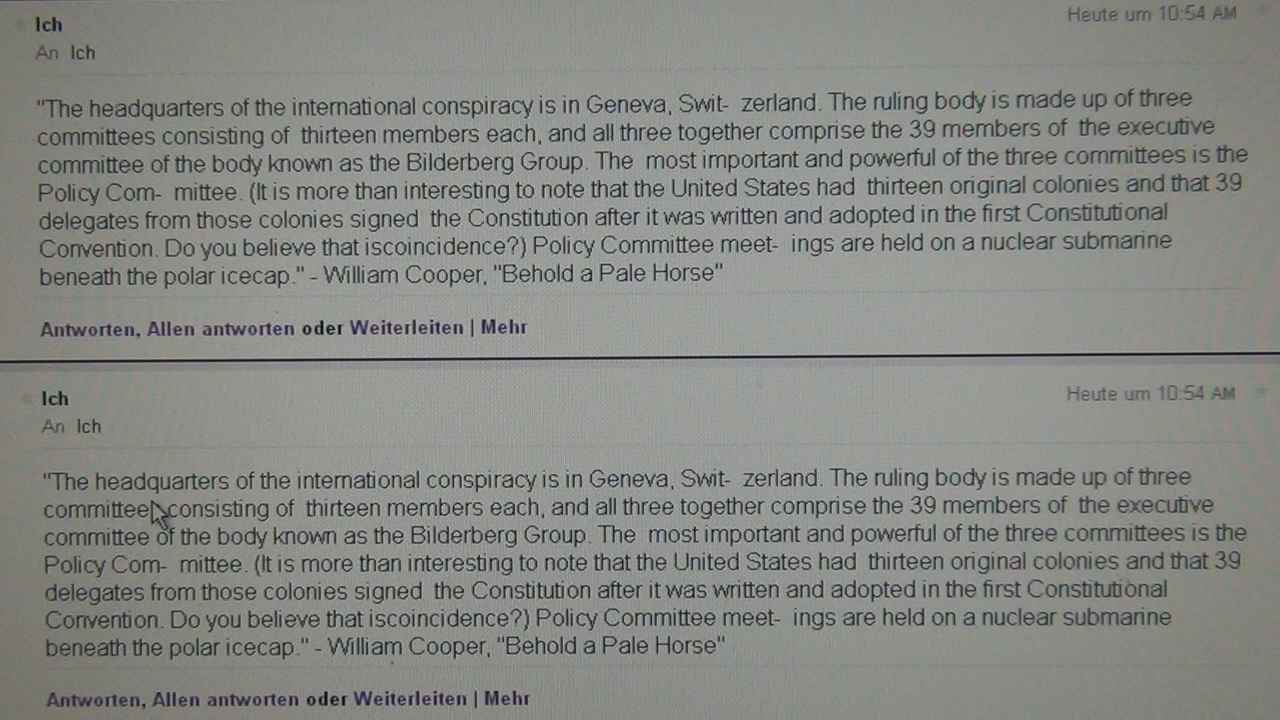 Ich
Heute um 10:54 AM
An Ich
"The headquarters of the international conspiracy is in Geneva, Swit- zerland. The ruling body is made up of three
committees consisting of thirteen members each, and all three together comprise the 39 members of the executive
committee of the body known as the Bilderberg Group. The most important and powerful of the three committees is the
Policy Com- mittee. (It is more than interesting to note that the United States had thirteen original colonies and that 39
delegates from those colonies signed the Constitution after it was written and adopted in the first Constitutional
Convention. Do you believe that iscoincidence?) Policy Committee meet- ings are held on a nuclear submarine
beneath the polar icecap." - William Cooper, "Behold a Pale Horse"
Antworten, Allen antworten oder Weiterleiten | Mehr
Ich
Heute um 10:54 AM
An Ich
"The headquarters of the international conspiracy is in Geneva, Swit- zerland. The ruling body is made up of three
committees consisting of thirteen members each, and all three together comprise the 39 members of the executive
committee of the body known as the Bilderberg Group. The most important and powerful of the three committees is the
Policy Com- mittee. (It is more than interesting to note that the United States had thirteen original colonies and that 39
delegates from those colonies signed the Constitution after it was written and adopted in the first Constitutional
Convention. Do you believe that iscoincidence?) Policy Committee meet- ings are held on a nuclear submarine
beneath the polar icecap." - William Cooper, "Behold a Pale Horse"
Antworten, Allen antworten oder Weiterleiten | Mehr